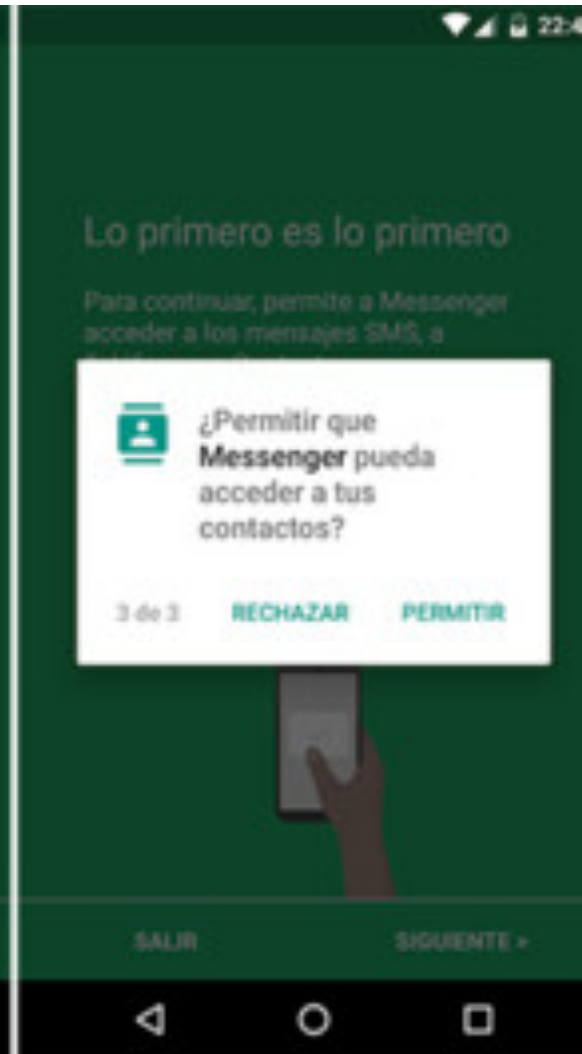 22:4
Lo primero es lo primero
Para continuar, permite a Messenger
acceder a los mensajes SMS, a
¿Permitir que
Messenger pueda
acceder a tus
contactos?
3 de 3 RECHAZAR PERMITIR
SALIR SIGUIENTE >